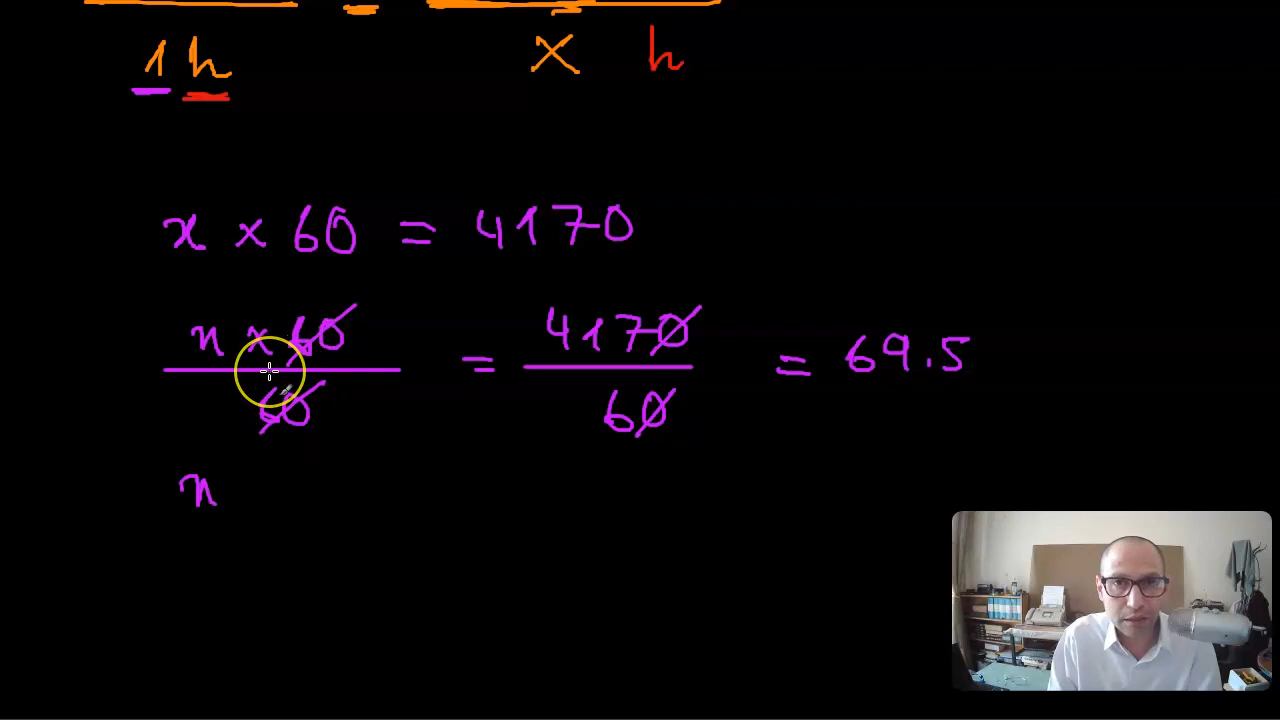 1 h X h
x × 60 = 4170
x × 60 = 4170 = 69.5
60 60
x